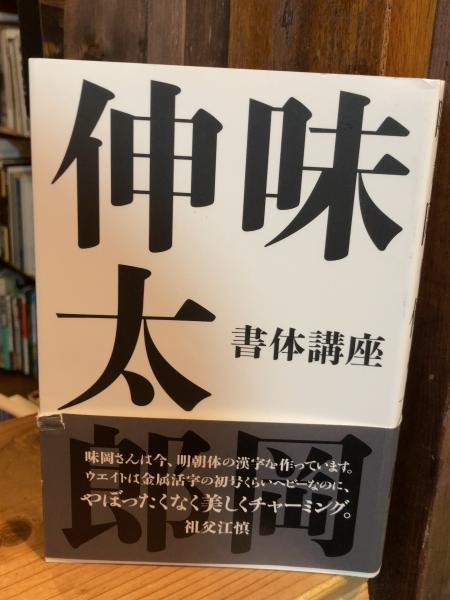 味岡
伸太郎
書体講座
味岡さんは今、明朝体の漢字を作っています。
ウエイトは金属活字の初号くらいヘビーなのに、
やぼったくなく美しくチャーミング。
祖父江慎